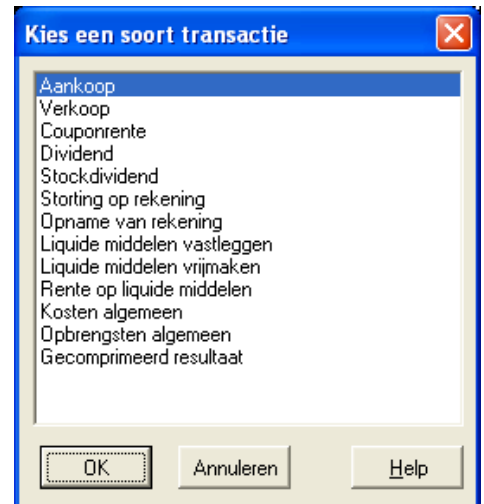 Kies een soort transactie
Aankoop
Verkoop
Couponrente
Dividend
Stockdividend
Storting op rekening
Opname van rekening
Liquide middelen vastleggen
Liquide middelen vrijmaken
Rente op liquide middelen
Kosten algemeen
Opbrengsten algemeen
Gecomprimeerd resultaat
OK Annuleren Help